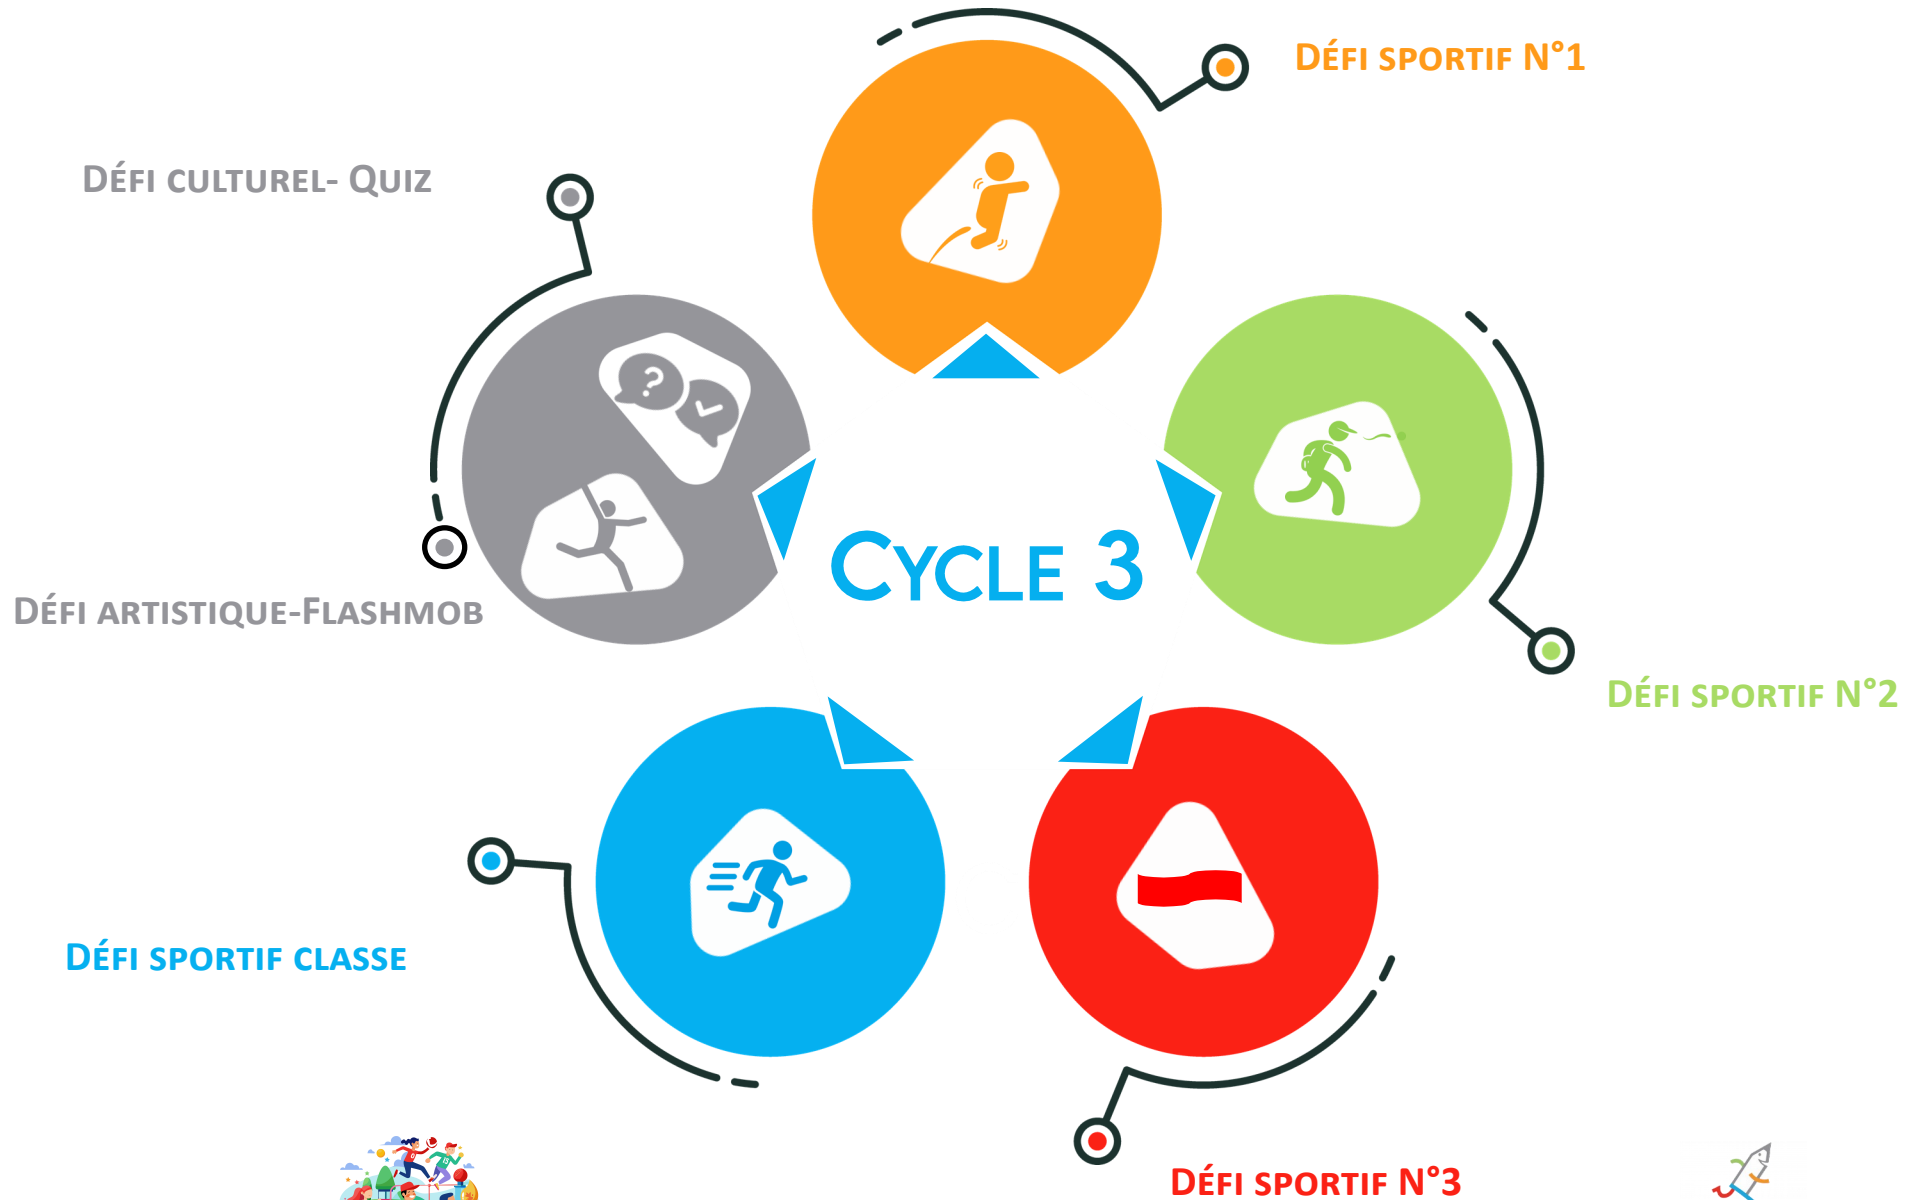 Défi sportif N°1
Défi culturel- Quiz
Cycle 3
Défi artistique-Flashmob
Défi sportif N°2
Défi sportif classe
Défi sportif N°3